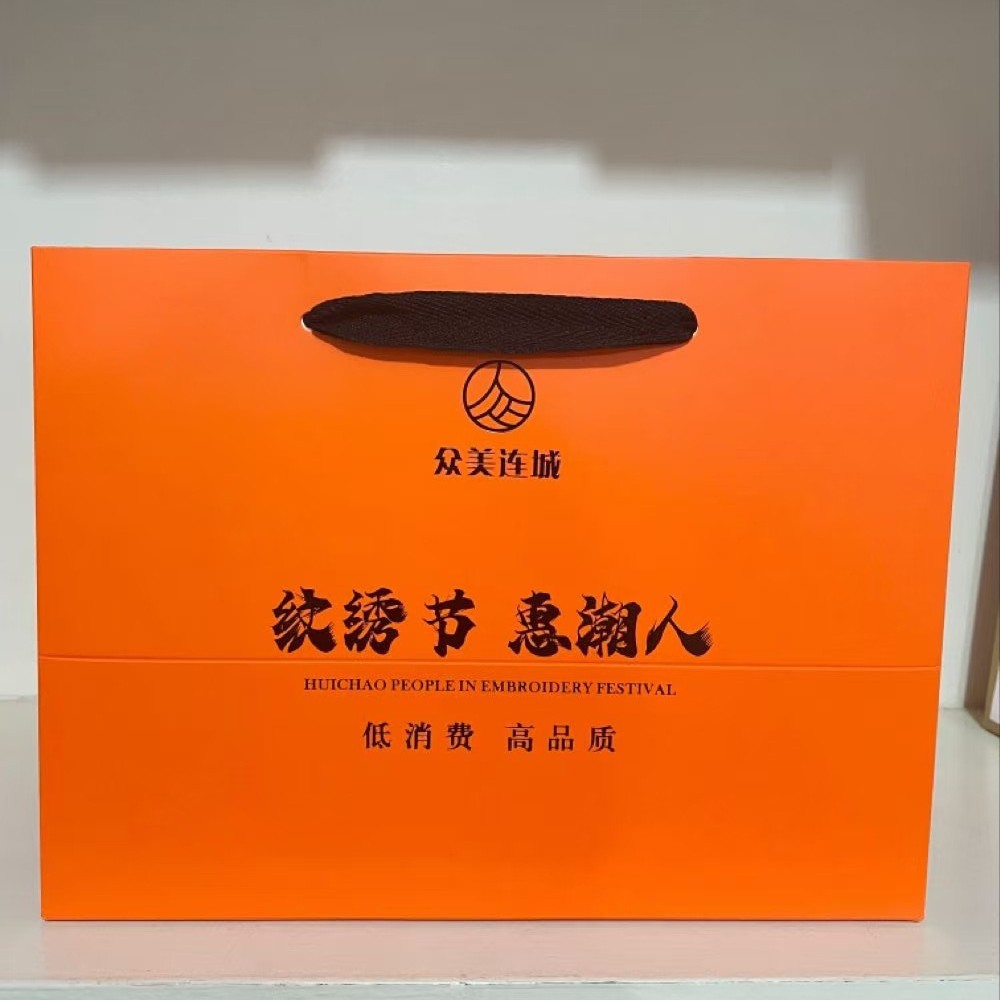 众美连城
纹绣节 惠潮人
HUICHAO PEOPLE IN EMBROIDERY FESTIVAL
低消费 高品质